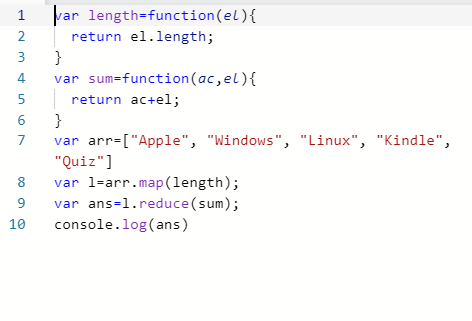 1 var length=function(el){
2 return el.length;
3 }
4 var sum=function(ac,el){
5 return ac+el;
6 }
7 var arr=["Apple", "Windows", "Linux", "Kindle",
"Quiz"]
8 var l=arr.map(length);
9 var ans=l.reduce(sum);
10 console.log(ans)